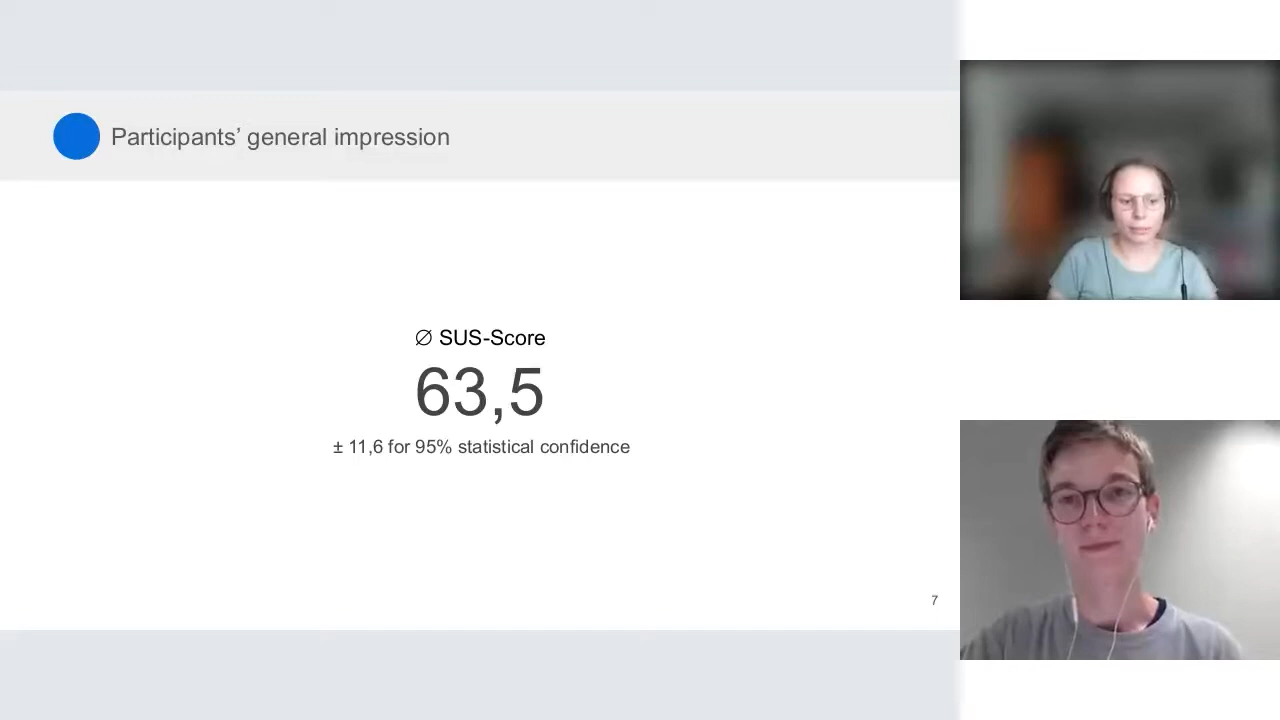 Participants’ general impression
∅ SUS-Score
63,5
± 11,6 for 95% statistical confidence
7